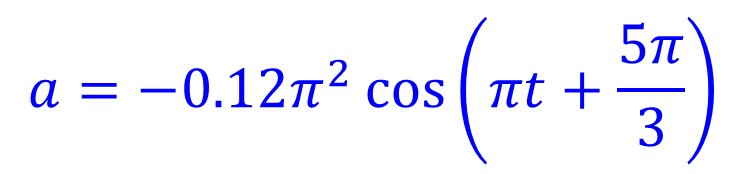 a = −0.12π² cos(πt + 5π/3)